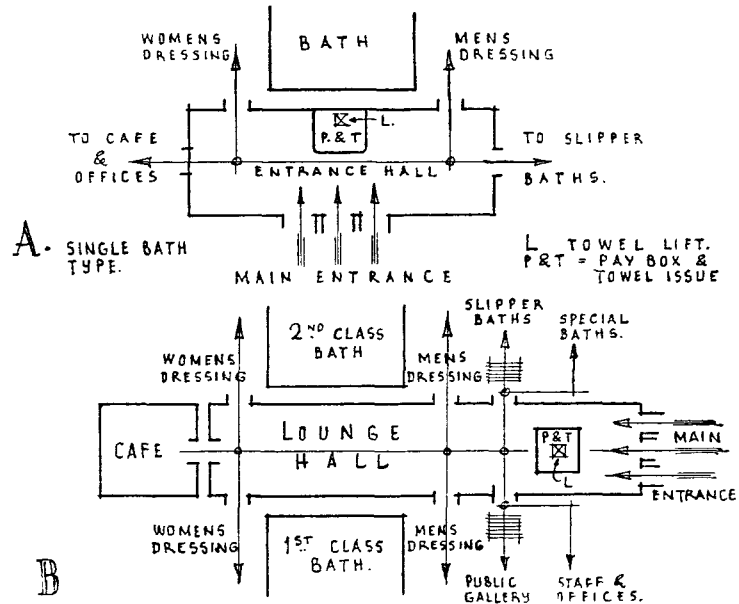 WOMENS
DRESSING
BATH
MENS
DRESSING
L.
P.&T
TO CAFE
&
OFFICES
TO SLIPPER
BATHS.
ENTRANCE HALL
A. SINGLE BATH
TYPE.
MAIN ENTRANCE
L TOWEL LIFT.
P&T = PAY BOX &
TOWEL ISSUE
2ND CLASS
BATH
SLIPPER
BATHS
SPECIAL
BATHS.
WOMENS
DRESSING
MENS
DRESSING
CAFE
LOUNGE
HALL
P&T
L
MAIN
ENTRANCE
WOMENS
DRESSING
1ST CLASS
BATH.
MENS
DRESSING
B
PUBLIC
GALLERY
STAFF &
OFFICES.